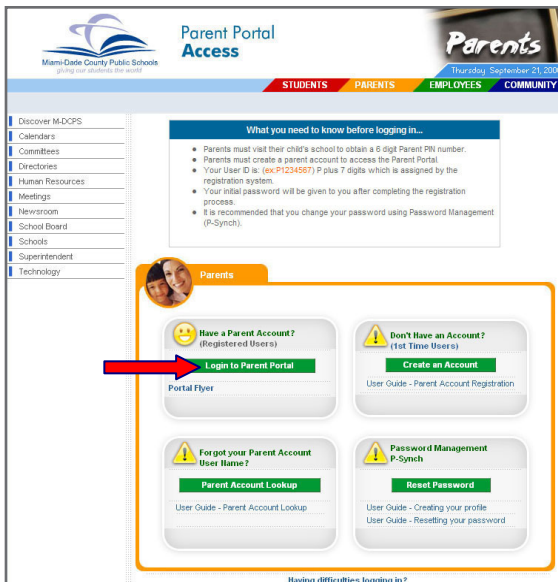 Miami-Dade County Public Schools
giving our students the world
Parent Portal
Access
Parents
Thursday September 21, 200
STUDENTS PARENTS EMPLOYEES COMMUNITY
Discover M-DCPS
Calendars
Committees
Directories
Human Resources
Meetings
Newsroom
School Board
Schools
Superintendent
Technology
What you need to know before logging in...
Parents must visit their child's school to obtain a 6 digit Parent PIN number.
Parents must create a parent account to access the Parent Portal.
Your User ID is: (ex:P1234567) P plus 7 digits which is assigned by the
registration system.
Your initial password will be given to you after completing the registration
process.
It is recommended that you change your password using Password Management
(P-Synch).
Parents
Have a Parent Account?
(Registered Users)
Login to Parent Portal
Portal Flyer
Don't Have an Account?
(1st Time Users)
Create an Account
User Guide - Parent Account Registration
Forgot your Parent Account
User Name?
Parent Account Lookup
User Guide - Parent Account Lookup
Password Management
P-Synch
Reset Password
User Guide - Creating your profile
User Guide - Resetting your password
Having difficulties logging in?